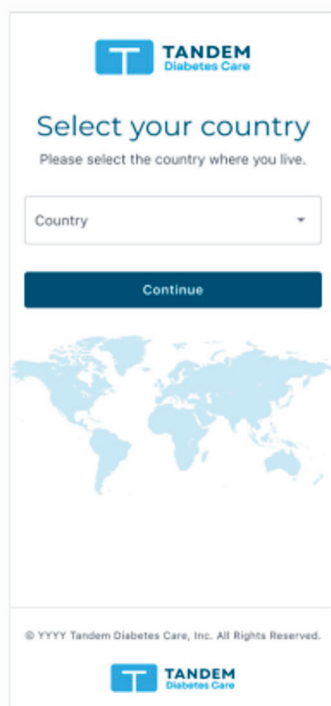 TANDEM
Diabetes Care
Select your country
Please select the country where you live.
Country
Continue
© YYYY Tandem Diabetes Care, Inc. All Rights Reserved.
TANDEM
Diabetes Care